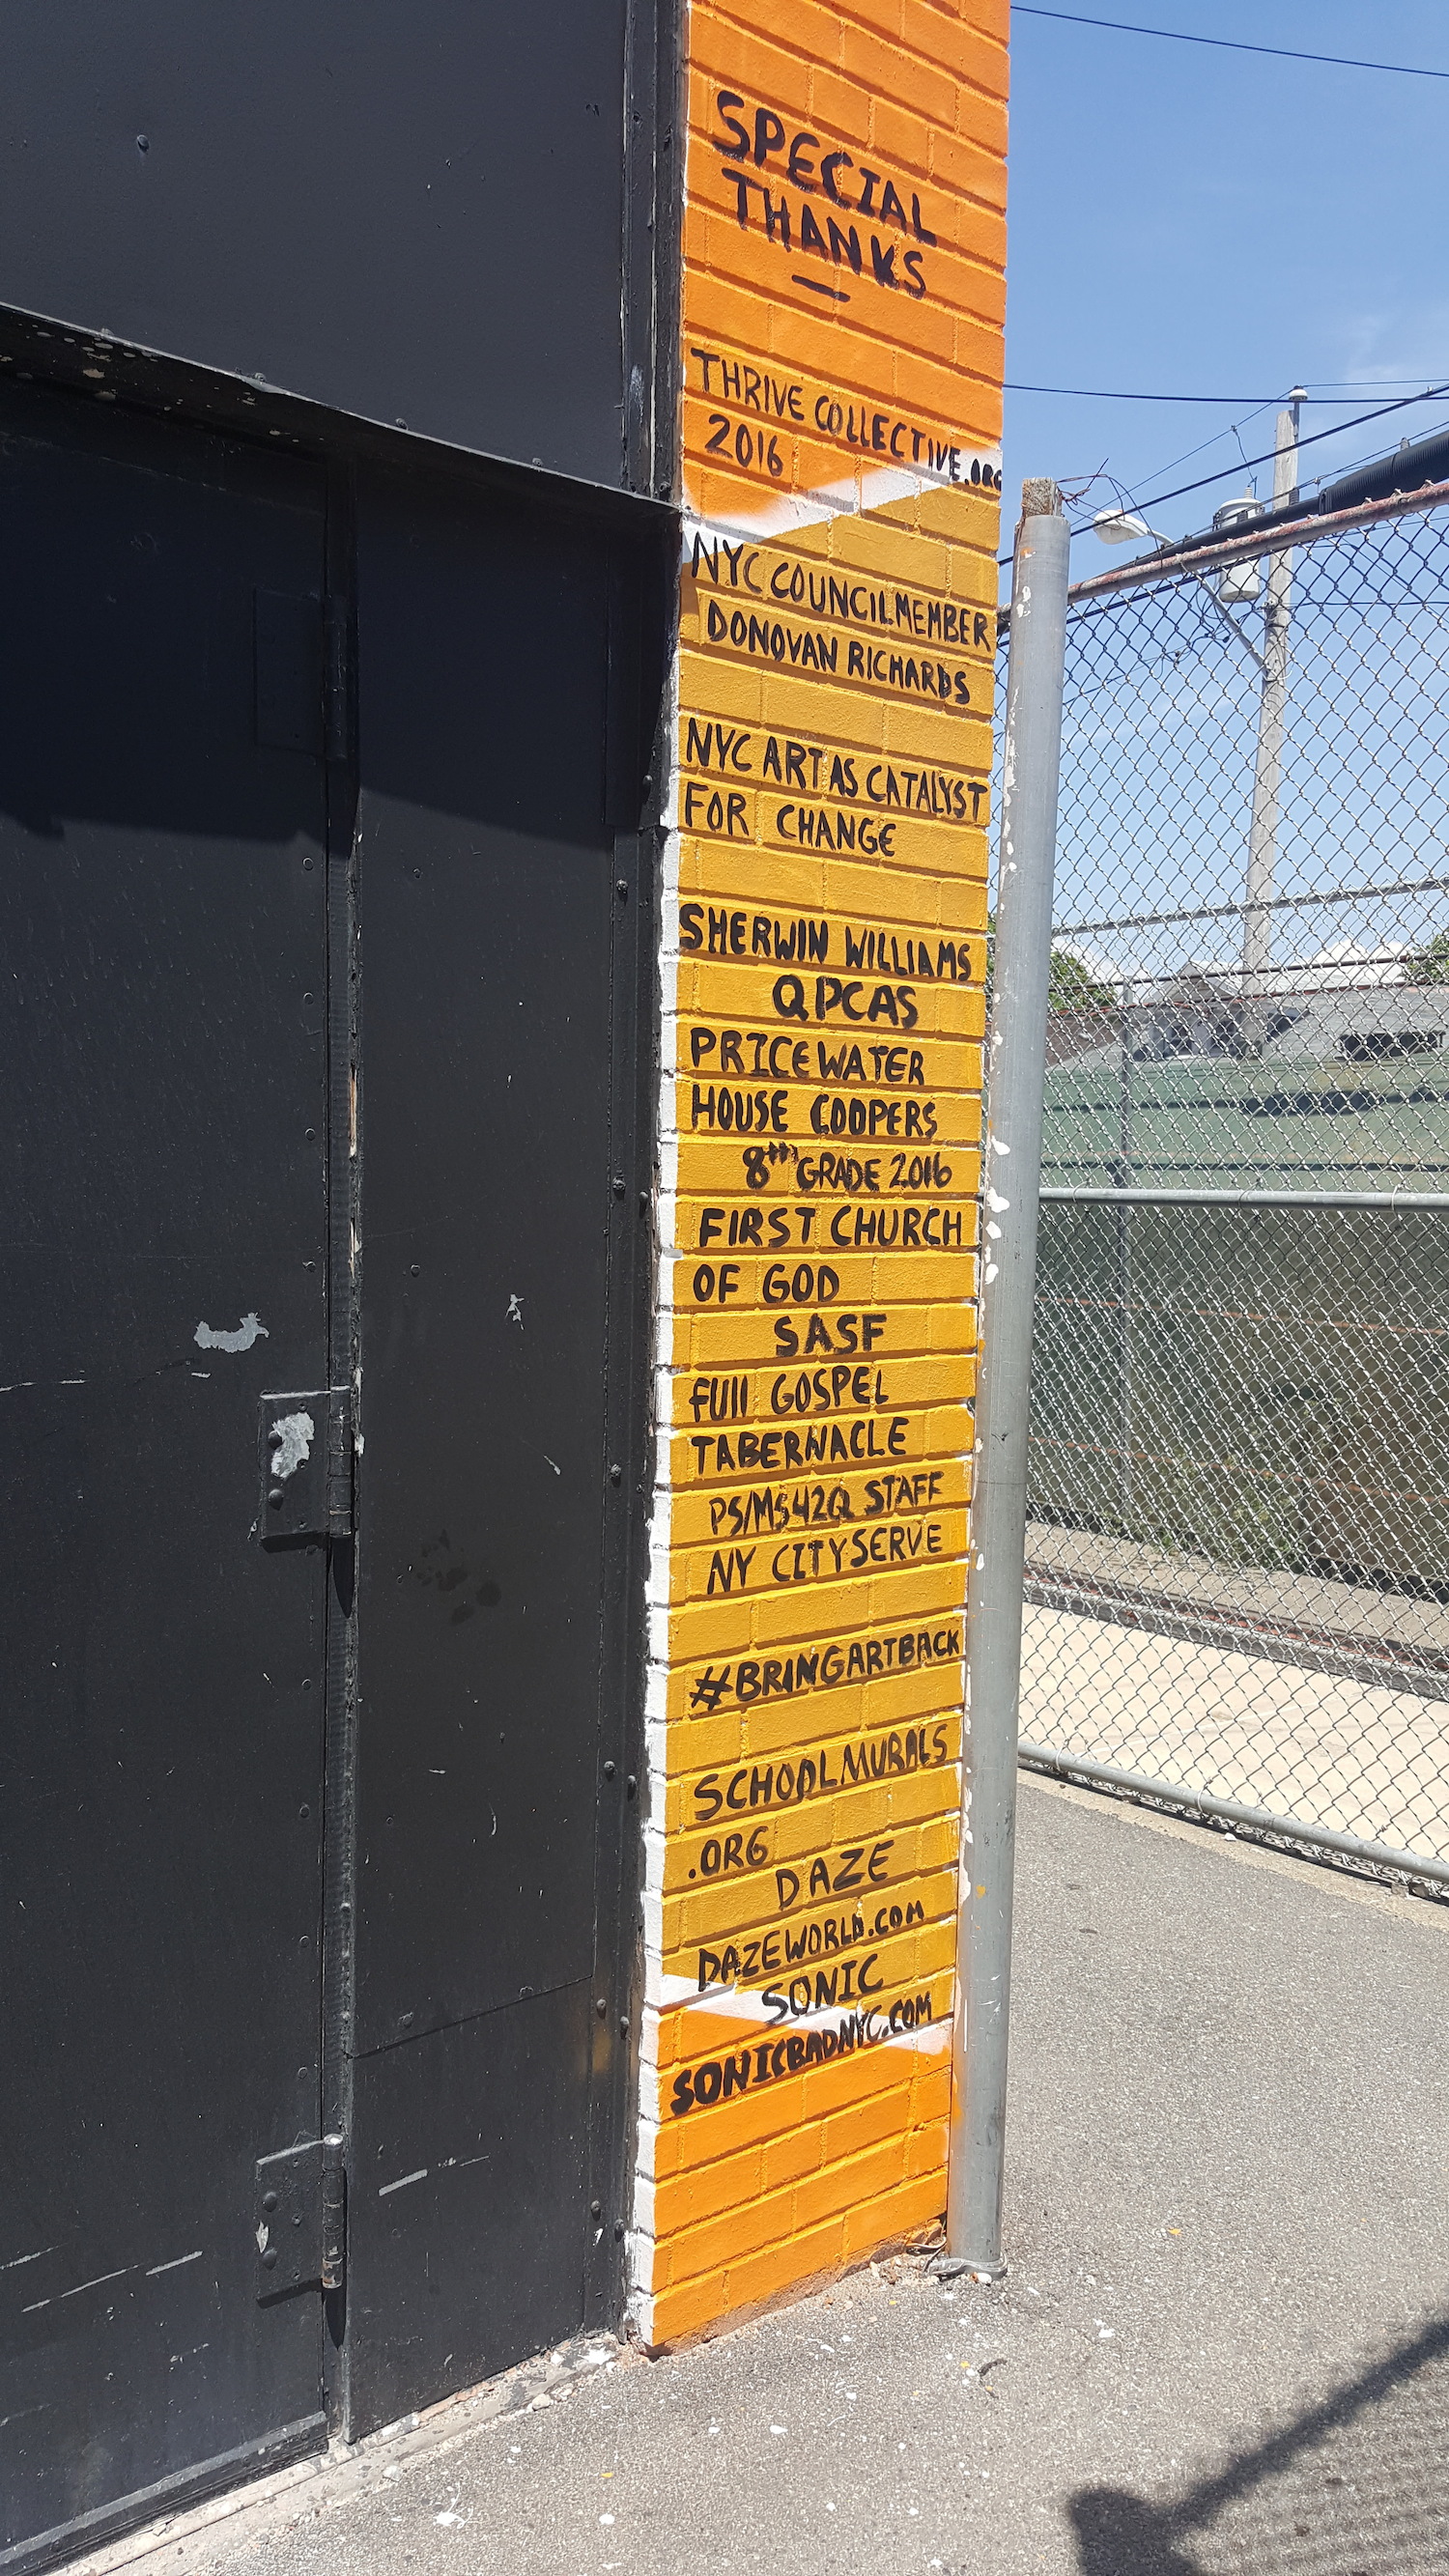 SPECIAL
THANKS
—
THRIVE COLLECTIVE.ORG
2016
NYC COUNCILMEMBER
DONOVAN RICHARDS
NYC ART AS CATALYST
FOR CHANGE
SHERWIN WILLIAMS
QPCAS
PRICEWATER
HOUSE COOPERS
8th GRADE 2016
FIRST CHURCH
OF GOD
SASF
FUll GOSPEL
TABERNACLE
PS/MS42Q STAFF
NY CITYSERVE
#BRINGARTBACK
SCHOOLMURALS
.ORG
DAZE
DAZEWORLD.COM
SONIC
SONICBADNYC.COM